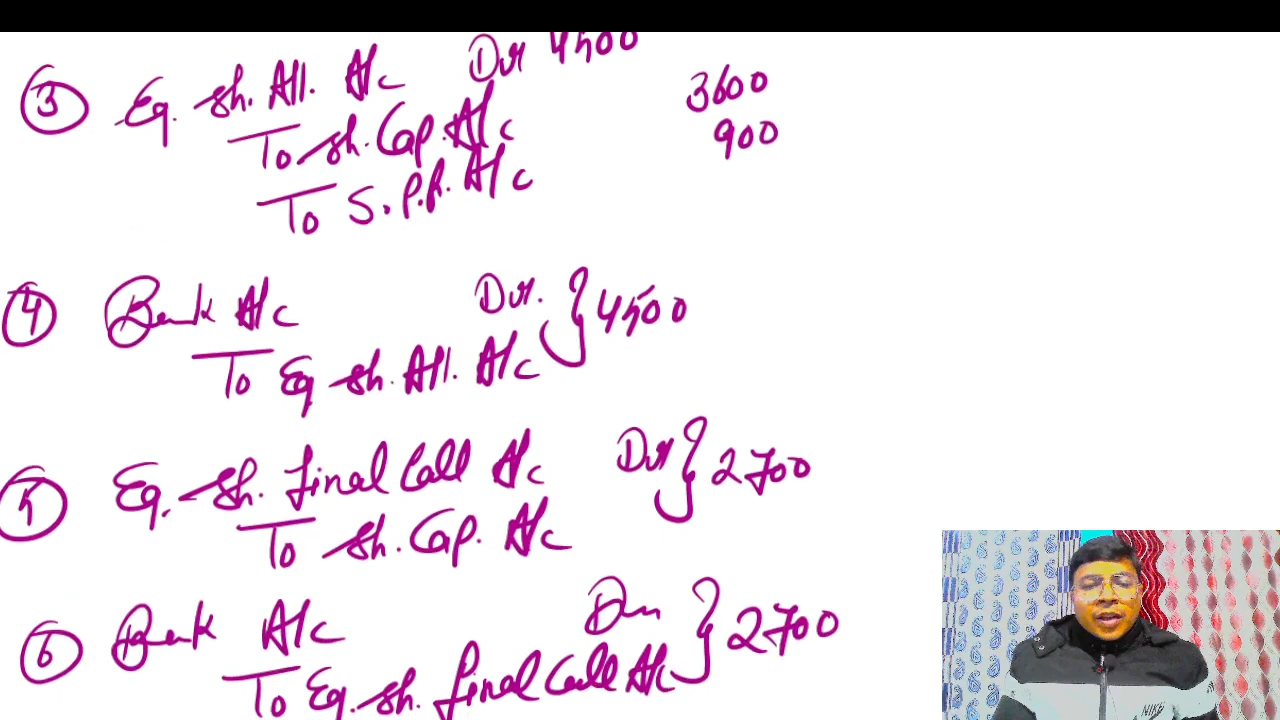 ③ Eq. Sh. All. A/c Dr 4500
To Sh. Cap. A/c 3600
To S.P.R. A/c 900
④ Bank A/c Dr. } 4500
To Eq Sh. All. A/c
⑤ Eq. Sh. Final Call A/c Dr } 2700
To Sh. Cap. A/c
⑥ Bank A/c Dr } 2700
To Eq. Sh. Final Call A/c
NIKE